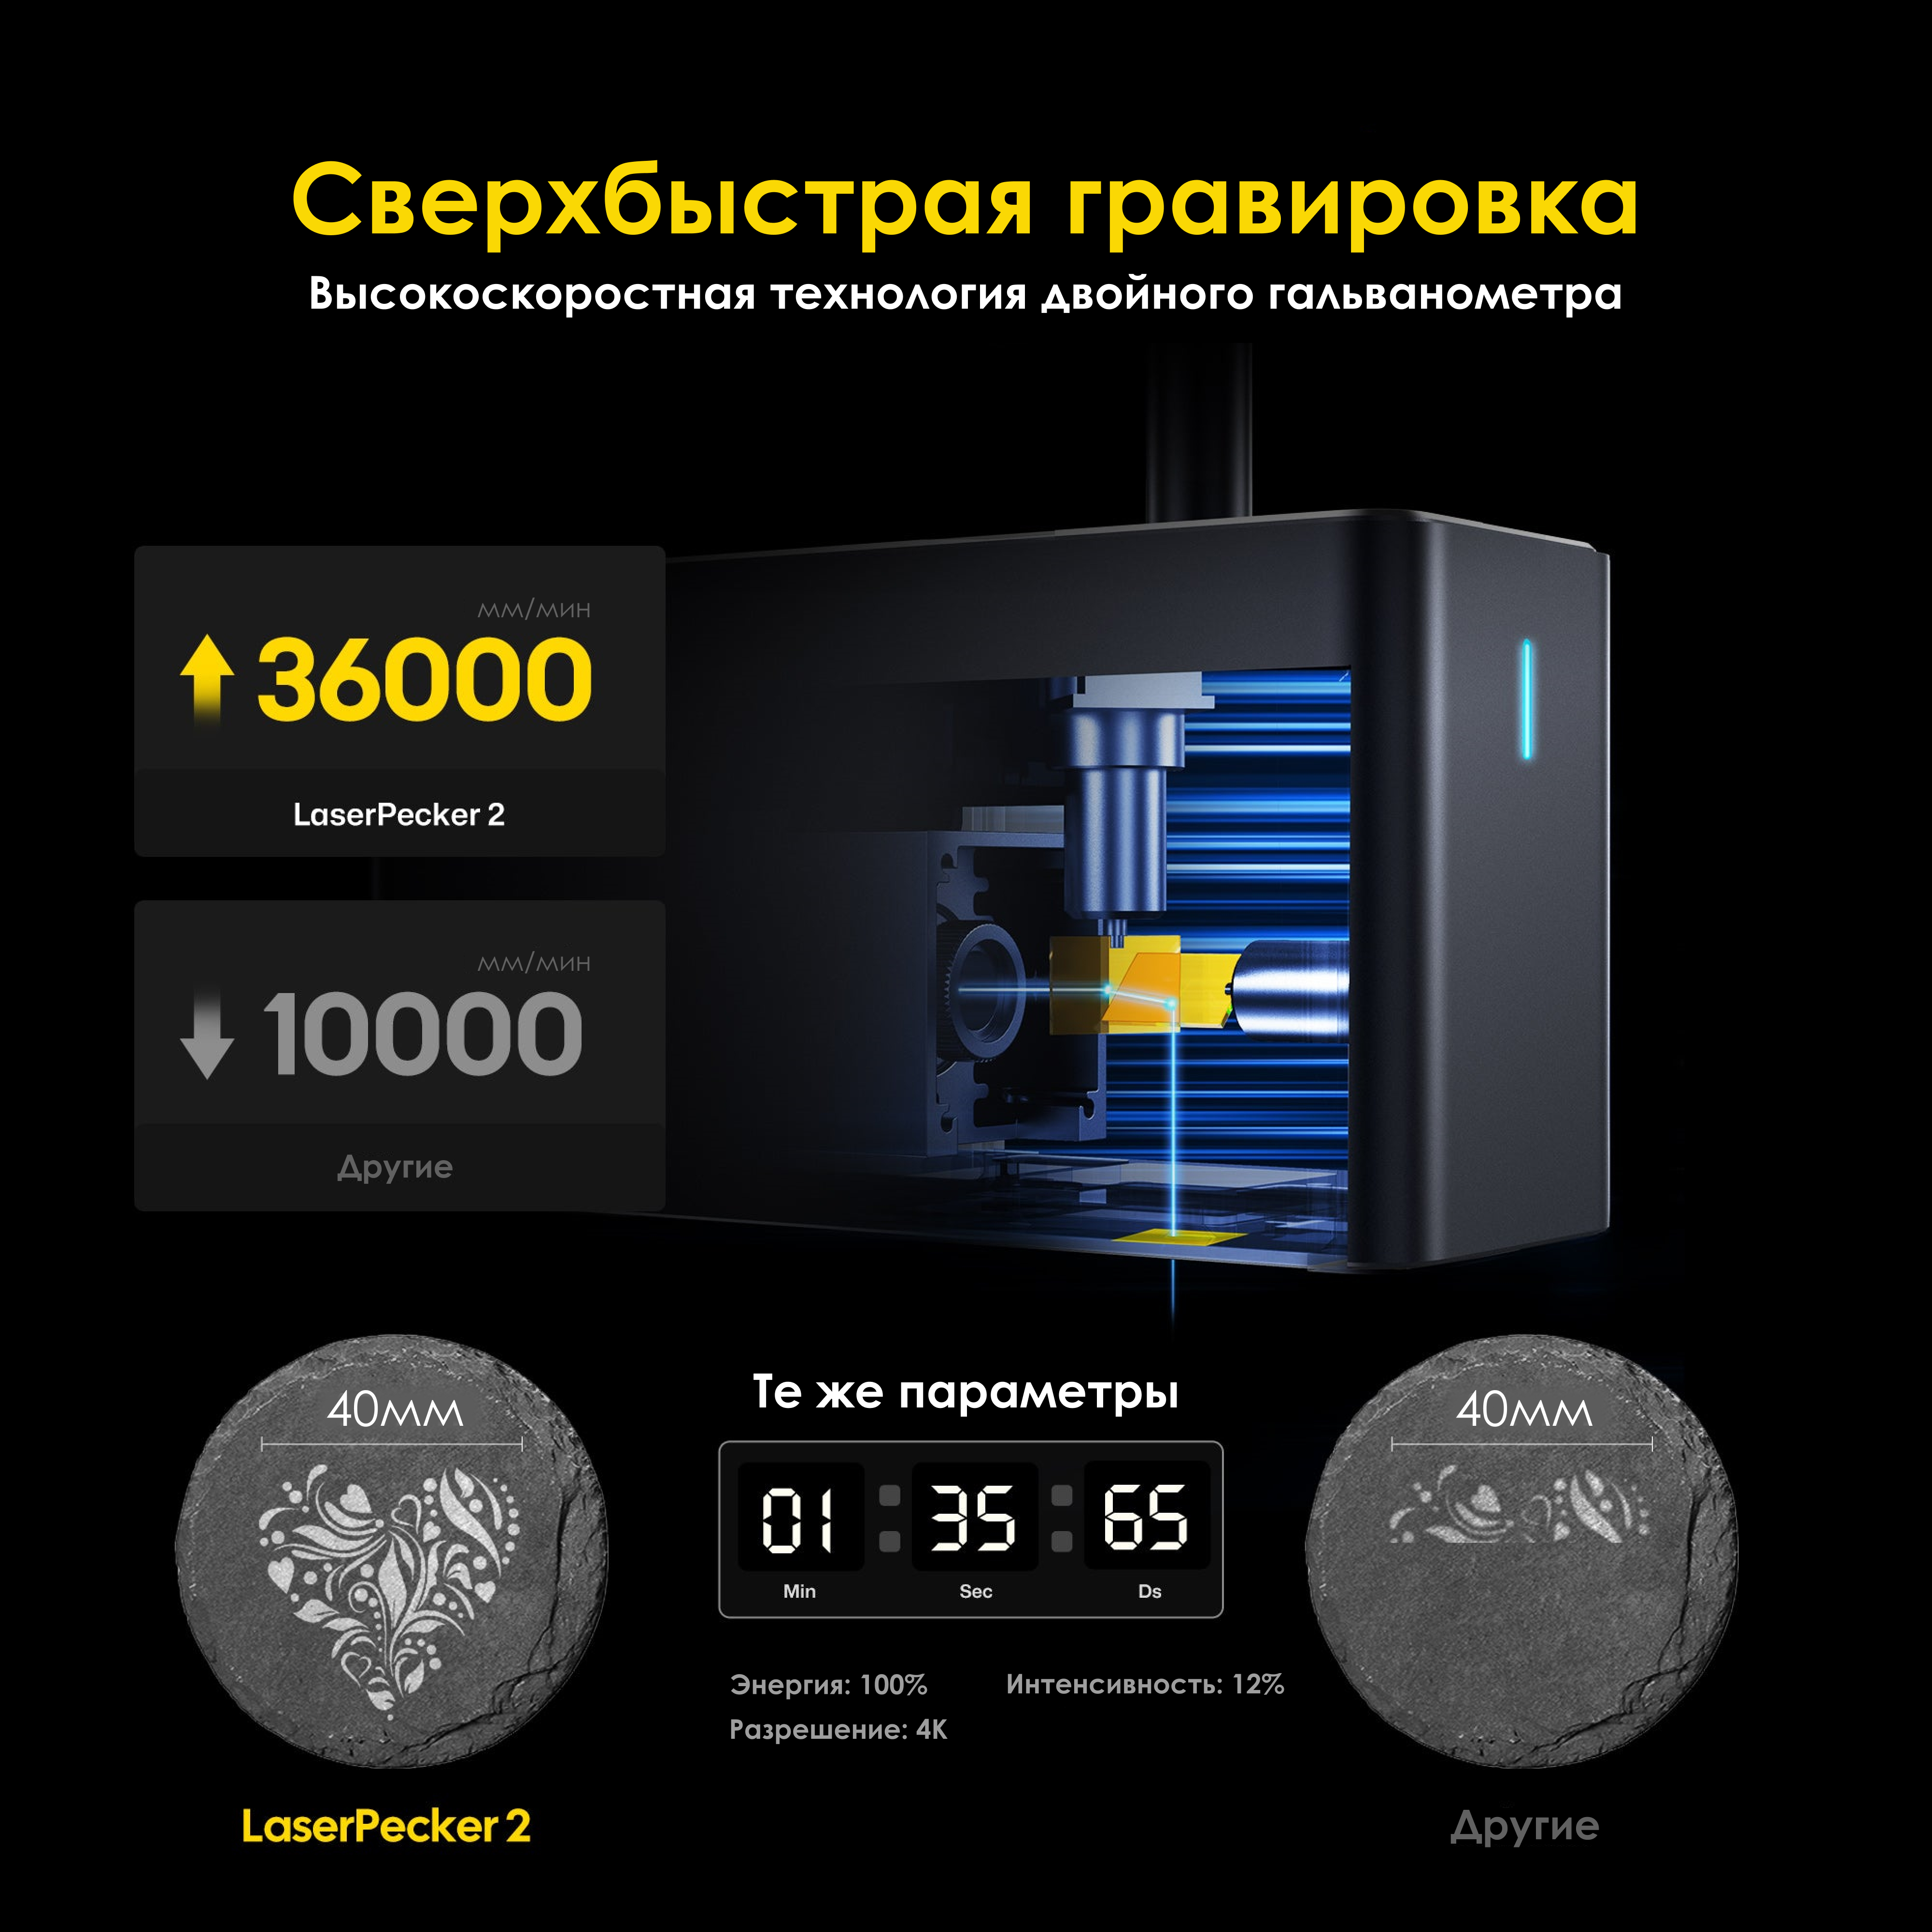 Сверхбыстрая гравировка
Высокоскоростная технология двойного гальванометра
мм/мин
36000
LaserPecker 2
мм/мин
10000
Другие
40мм
Те же параметры
40мм
01 : 35 : 65
Min Sec Ds
Энергия: 100% Интенсивность: 12%
Разрешение: 4K
LaserPecker 2
Другие